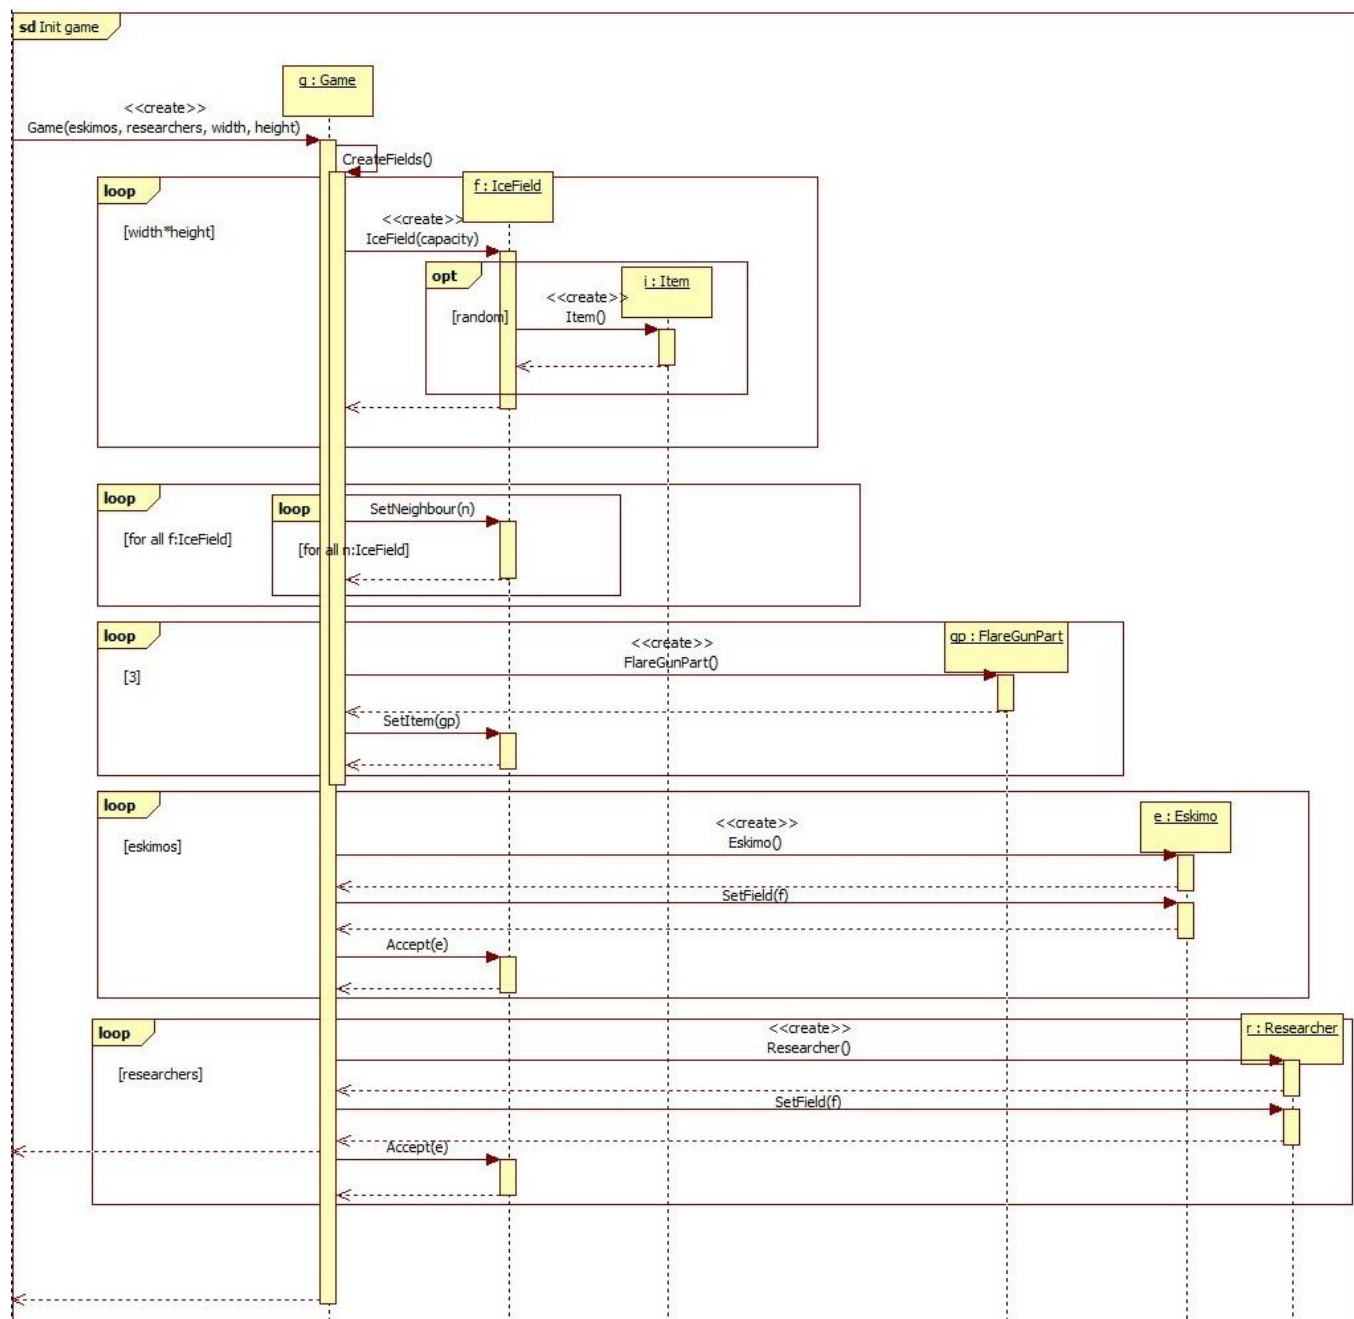 sd Init game
g : Game
<<create>>
Game(eskimos, researchers, width, height)
CreateFields()
loop
[width*height]
f : IceField
<<create>>
IceField(capacity)
opt
[random]
i : Item
<<create>>
Item()
loop
[for all f:IceField]
loop
[for all n:IceField]
SetNeighbour(n)
loop
[3]
<<create>>
FlareGunPart()
gp : FlareGunPart
SetItem(gp)
loop
[eskimos]
<<create>>
Eskimo()
e : Eskimo
SetField(f)
Accept(e)
loop
[researchers]
<<create>>
Researcher()
r : Researcher
SetField(f)
Accept(e)